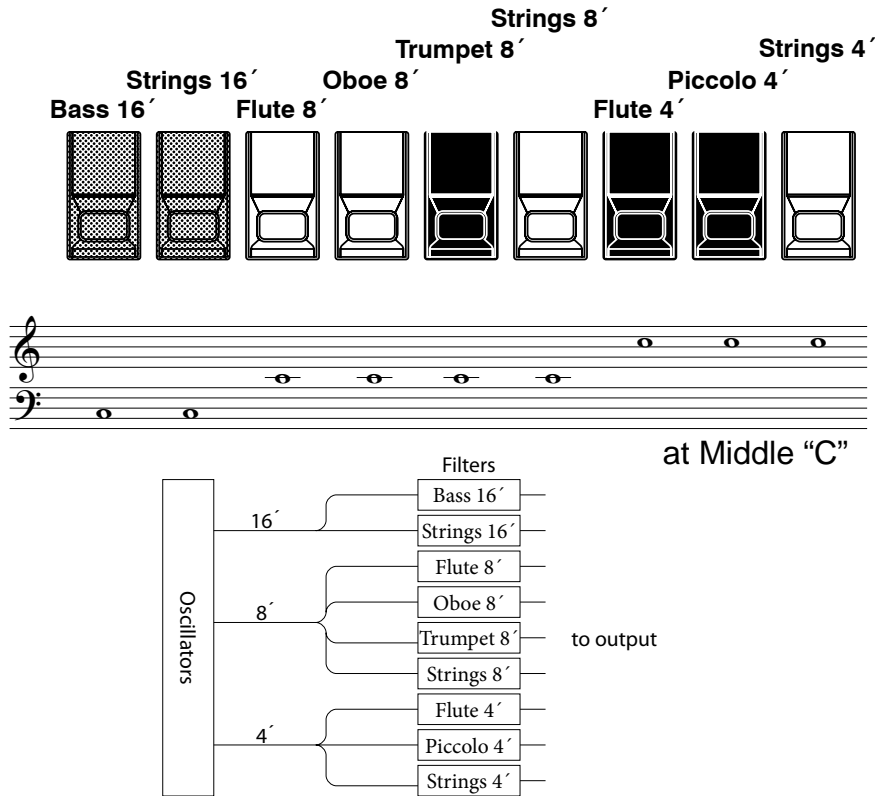 Strings 8´
Trumpet 8´
Strings 4´
Strings 16´
Oboe 8´
Piccolo 4´
Bass 16´
Flute 8´
Flute 4´
at Middle “C”
Filters
Oscillators
16´
8´
4´
Bass 16´
Strings 16´
Flute 8´
Oboe 8´
Trumpet 8´
Strings 8´
Flute 4´
Piccolo 4´
Strings 4´
to output